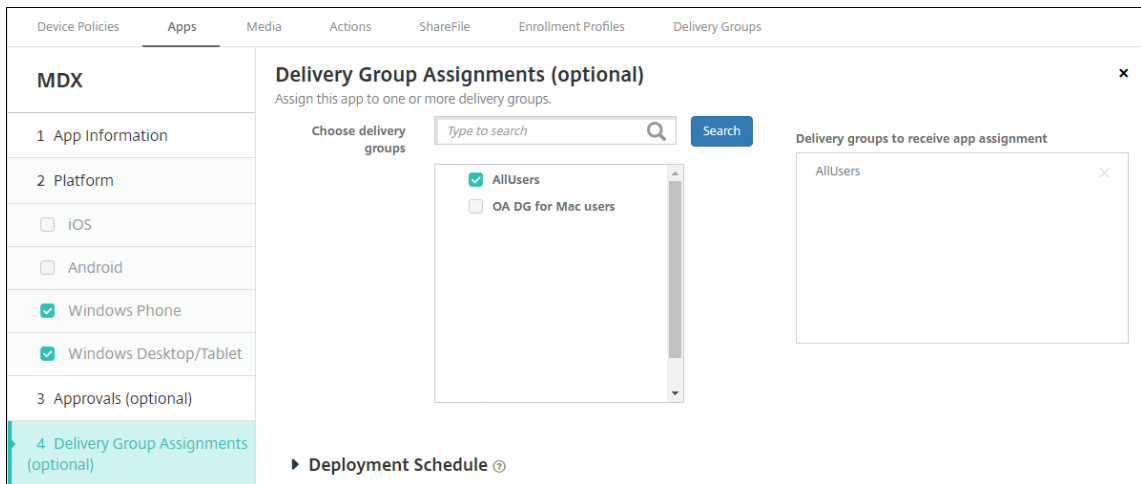 Device Policies Apps Media Actions ShareFile Enrollment Profiles Delivery Groups
MDX
1 App Information
2 Platform
iOS
Android
Windows Phone
Windows Desktop/Tablet
3 Approvals (optional)
4 Delivery Group Assignments
(optional)
Delivery Group Assignments (optional)
Assign this app to one or more delivery groups.
Choose delivery
groups
Type to search
Search
AllUsers
OA DG for Mac users
Delivery groups to receive app assignment
AllUsers
Deployment Schedule